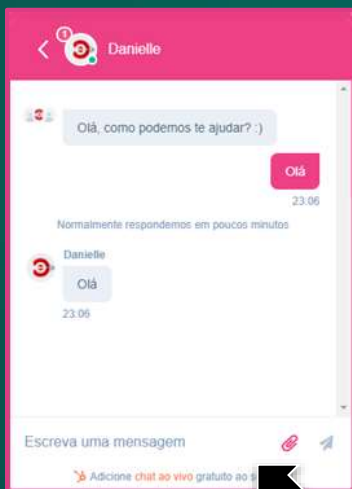 1
Danielle
Olá, como podemos te ajudar? :)
Olá
23:06
Normalmente respondemos em poucos minutos
Danielle
Olá
23:06
Escreva uma mensagem
Adicione chat ao vivo gratuito ao